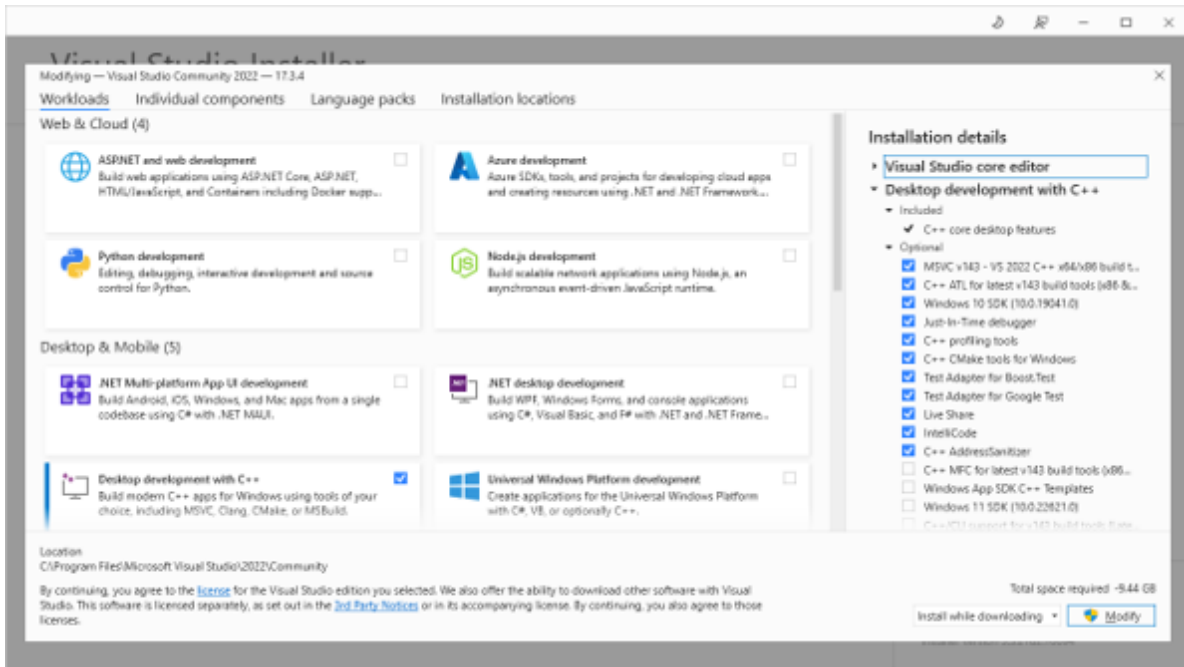 Visual Studio Installer
Modifying — Visual Studio Community 2022 — 17.3.4
Workloads Individual components Language packs Installation locations
Web & Cloud (4)
ASP.NET and web development
Build web applications using ASP.NET Core, ASP.NET,
HTML/JavaScript, and Containers including Docker supp...
Azure development
Azure SDKs, tools, and projects for developing cloud apps
and creating resources using .NET and .NET Framework....
Python development
Editing, debugging, interactive development and source
control for Python.
Node.js development
Build scalable network applications using Node.js, an
asynchronous event-driven JavaScript runtime.
Desktop & Mobile (5)
.NET Multi-platform App UI development
Build Android, iOS, Windows, and Mac apps from a single
codebase using C# with .NET MAUI.
.NET desktop development
Build WPF, Windows Forms, and console applications
using C#, Visual Basic, and F# with .NET and .NET Frame...
Desktop development with C++
Build modern C++ apps for Windows using tools of your
choice, including MSVC, Clang, CMake, or MSBuild.
Universal Windows Platform development
Create applications for the Universal Windows Platform
with C#, VB, or optionally C++.
Installation details
Visual Studio core editor
Desktop development with C++
Included
C++ core desktop features
Optional
MSVC v143 - VS 2022 C++ x64/x86 build t...
C++ ATL for latest v143 build tools (x86 &...
Windows 10 SDK (10.0.19041.0)
Just-In-Time debugger
C++ profiling tools
C++ CMake tools for Windows
Test Adapter for Boost.Test
Test Adapter for Google Test
Live Share
IntelliCode
C++ AddressSanitizer
C++ MFC for latest v143 build tools (x86...
Windows App SDK C++ Templates
Windows 11 SDK (10.0.22621.0)
C++/CLI support for v143 build tools
Location
C:\Program Files\Microsoft Visual Studio\2022\Community
By continuing, you agree to the license for the Visual Studio edition you selected. We also offer the ability to download other software with Visual
Studio. This software is licensed separately, as set out in the 3rd Party Notices or in its accompanying license. By continuing, you also agree to those
licenses.
Total space required -9.44 GB
Install while downloading
Modify